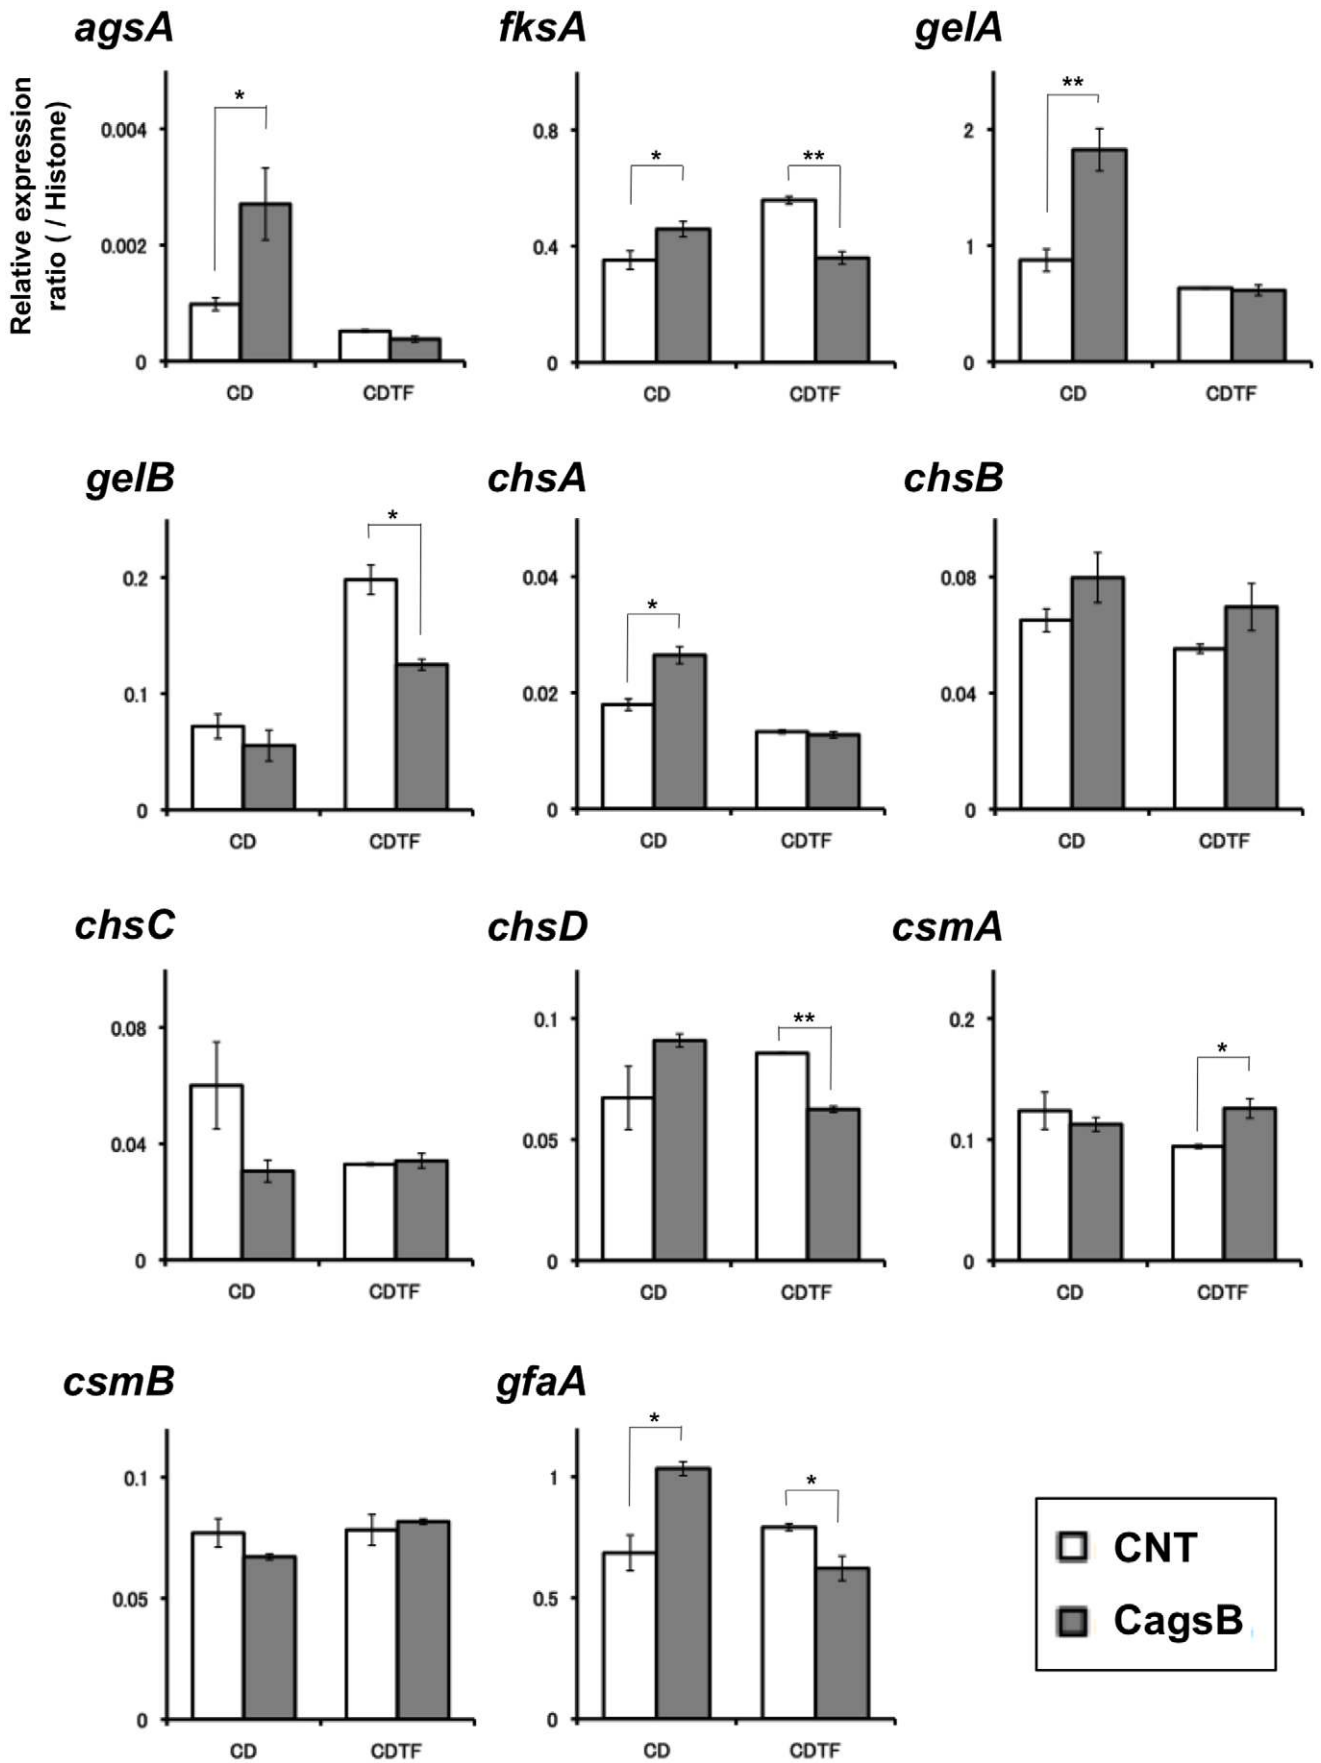 agsA
fksA
gelA
Relative expression
ratio ( / Histone)
*
0.004
0.002
0
CD
CDTF
*
**
0.8
0.4
0
CD
CDTF
**
2
1
0
CD
CDTF
gelB
chsA
chsB
*
0.2
0.1
0
CD
CDTF
*
0.04
0.02
0
CD
CDTF
0.08
0.04
0
CD
CDTF
chsC
chsD
csmA
0.08
0.04
0
CD
CDTF
**
0.1
0.05
0
CD
CDTF
*
0.2
0.1
0
CD
CDTF
csmB
gfaA
0.1
0.05
0
CD
CDTF
*
*
1
0.5
0
CD
CDTF
CNT
CagsB